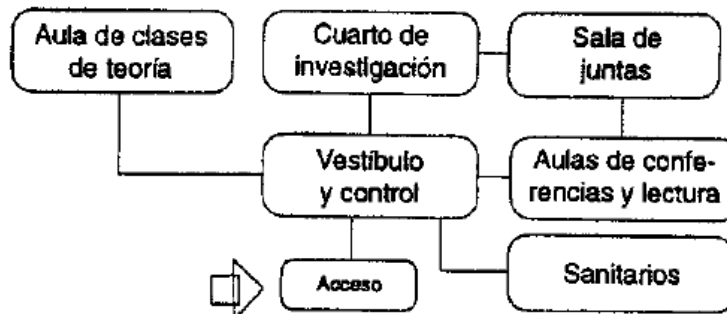 Aula de clases
de teoría
Cuarto de
investigación
Sala de
juntas
Vestíbulo
y control
Aulas de confe-
rencias y lectura
Acceso
Sanitarios